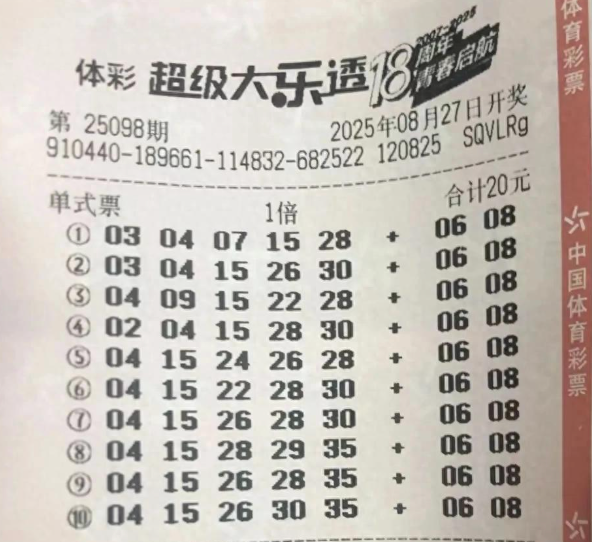 体彩 超级大乐透 18周年 2007-2025 青春启航
第 25098期 2025年08月27日开奖
910440-189661-114832-682522 120825 SQVLRg
单式票 1倍 合计20元
① 03 04 07 15 28 + 06 08
② 03 04 15 26 30 + 06 08
③ 04 09 15 22 28 + 06 08
④ 02 04 15 28 30 + 06 08
⑤ 04 15 24 26 28 + 06 08
⑥ 04 15 22 28 30 + 06 08
⑦ 04 15 26 28 30 + 06 08
⑧ 04 15 28 29 35 + 06 08
⑨ 04 15 26 28 35 + 06 08
⑩ 04 15 26 30 35 + 06 08
体育彩票
中国体育彩票